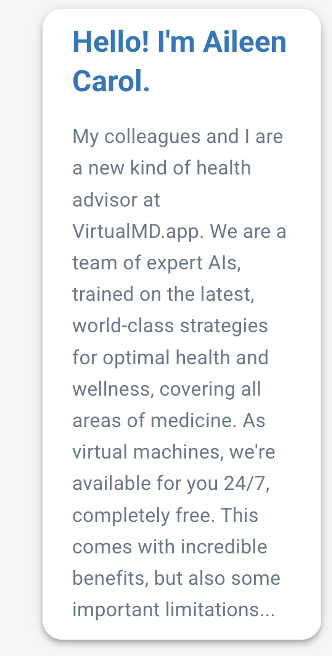 Hello! I'm Aileen
Carol.
My colleagues and I are
a new kind of health
advisor at
VirtualMD.app. We are a
team of expert AIs,
trained on the latest,
world-class strategies
for optimal health and
wellness, covering all
areas of medicine. As
virtual machines, we're
available for you 24/7,
completely free. This
comes with incredible
benefits, but also some
important limitations...